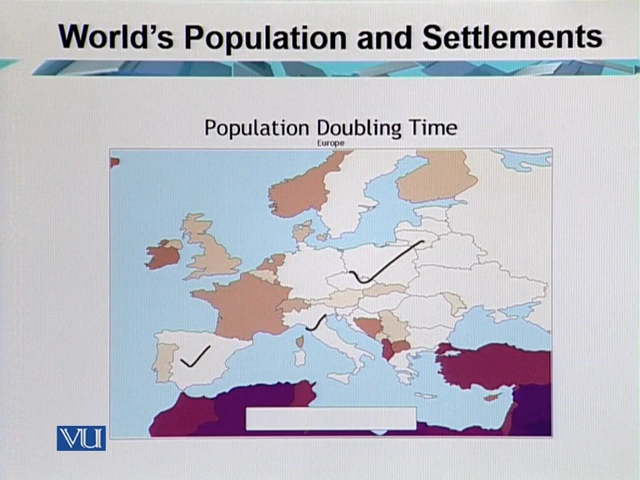 World's Population and Settlements
Population Doubling Time
Europe
VU